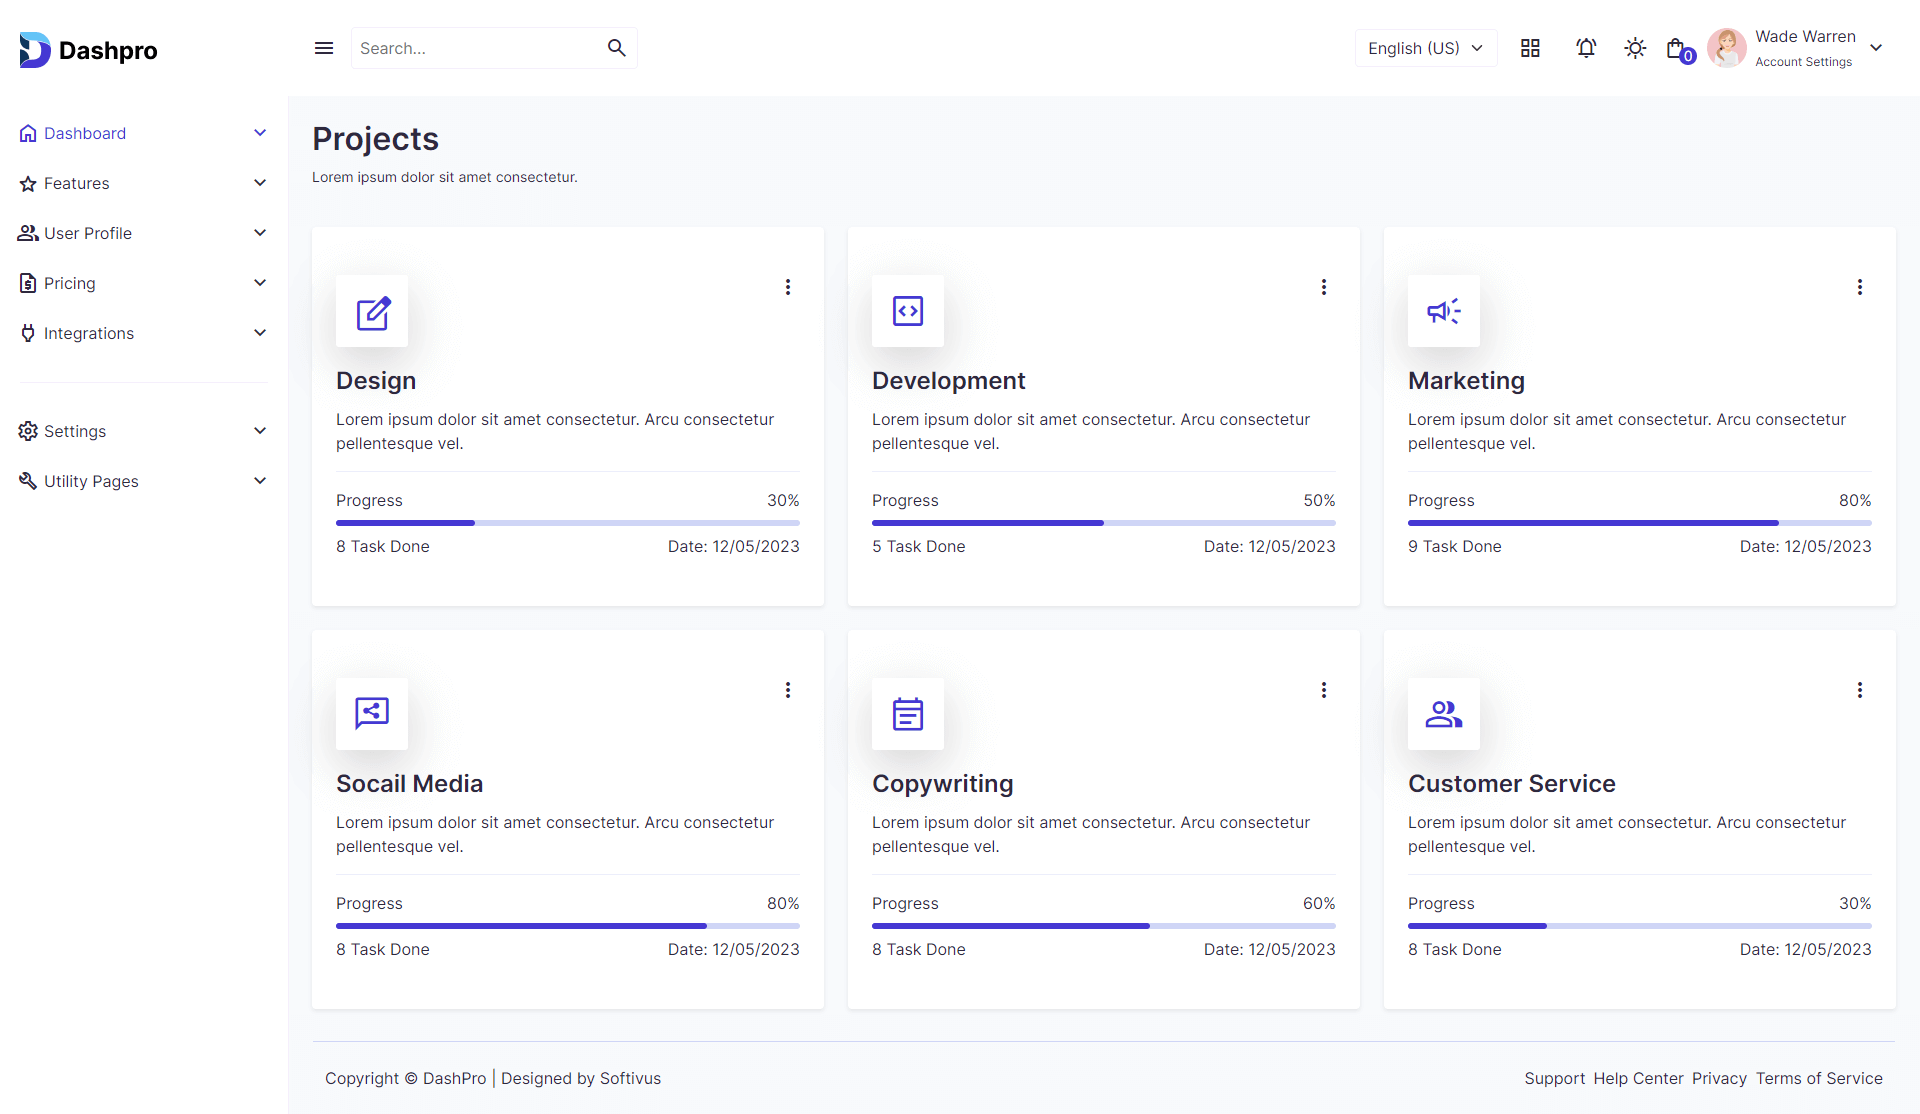 Dashpro
Search...
English (US)
0
Wade Warren
Account Settings
Dashboard
Features
User Profile
Pricing
Integrations
Settings
Utility Pages
Projects
Lorem ipsum dolor sit amet consectetur.
Design
Lorem ipsum dolor sit amet consectetur. Arcu consectetur
pellentesque vel.
Progress 30%
8 Task Done Date: 12/05/2023
Development
Lorem ipsum dolor sit amet consectetur. Arcu consectetur
pellentesque vel.
Progress 50%
5 Task Done Date: 12/05/2023
Marketing
Lorem ipsum dolor sit amet consectetur. Arcu consectetur
pellentesque vel.
Progress 80%
9 Task Done Date: 12/05/2023
Socail Media
Lorem ipsum dolor sit amet consectetur. Arcu consectetur
pellentesque vel.
Progress 80%
8 Task Done Date: 12/05/2023
Copywriting
Lorem ipsum dolor sit amet consectetur. Arcu consectetur
pellentesque vel.
Progress 60%
8 Task Done Date: 12/05/2023
Customer Service
Lorem ipsum dolor sit amet consectetur. Arcu consectetur
pellentesque vel.
Progress 30%
8 Task Done Date: 12/05/2023
Copyright © DashPro | Designed by Softivus
Support Help Center Privacy Terms of Service